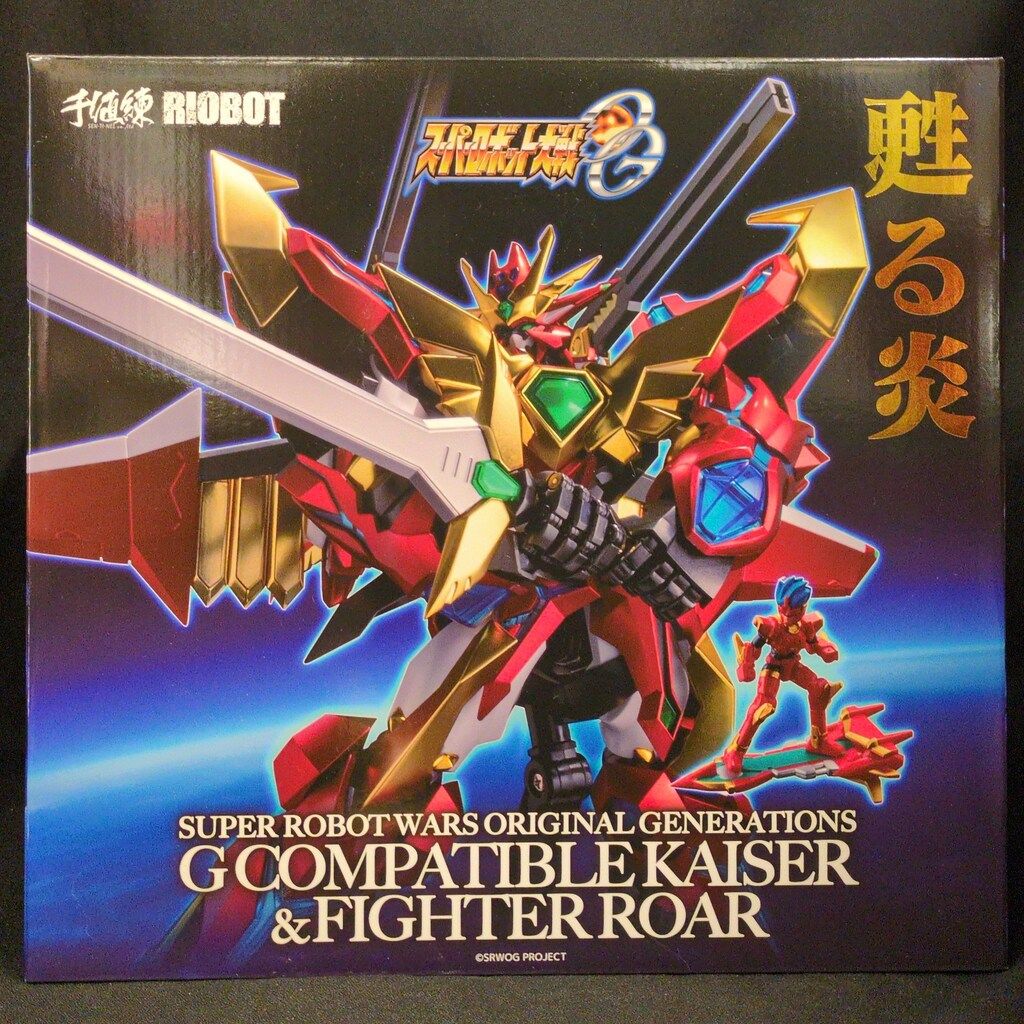 千値練 RIOBOT
スーパーロボット大戦OG
甦る炎
SUPER ROBOT WARS ORIGINAL GENERATIONS
G COMPATIBLE KAISER
&FIGHTER ROAR
©SRWOG PROJECT